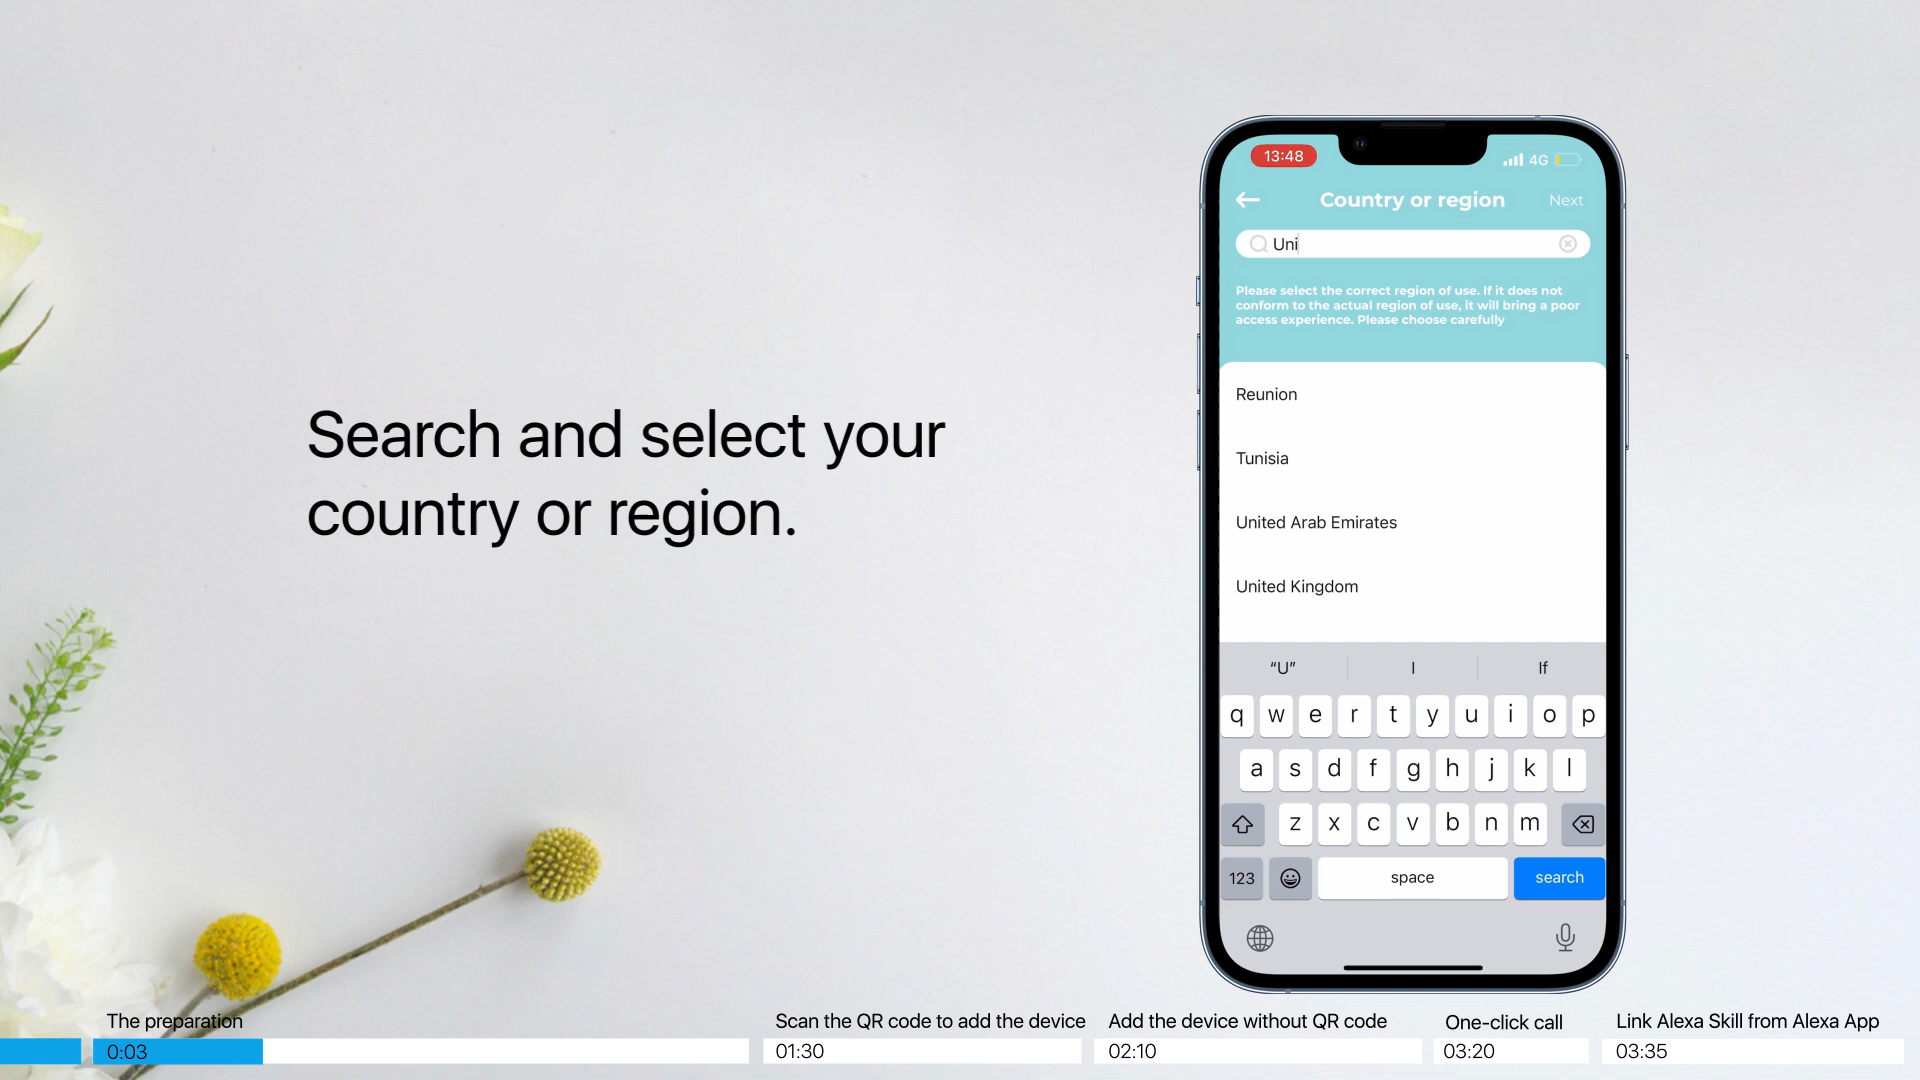 Search and select your
country or region.
13:48
4G
Country or region
Next
Uni
Please select the correct region of use. If it does not
conform to the actual region of use, it will bring a poor
access experience. Please choose carefully
Reunion
Tunisia
United Arab Emirates
United Kingdom
“U” I If
q w e r t y u i o p
a s d f g h j k l
z x c v b n m
123 space search
The preparation
0:03
Scan the QR code to add the device
01:30
Add the device without QR code
02:10
One-click call
03:20
Link Alexa Skill from Alexa App
03:35